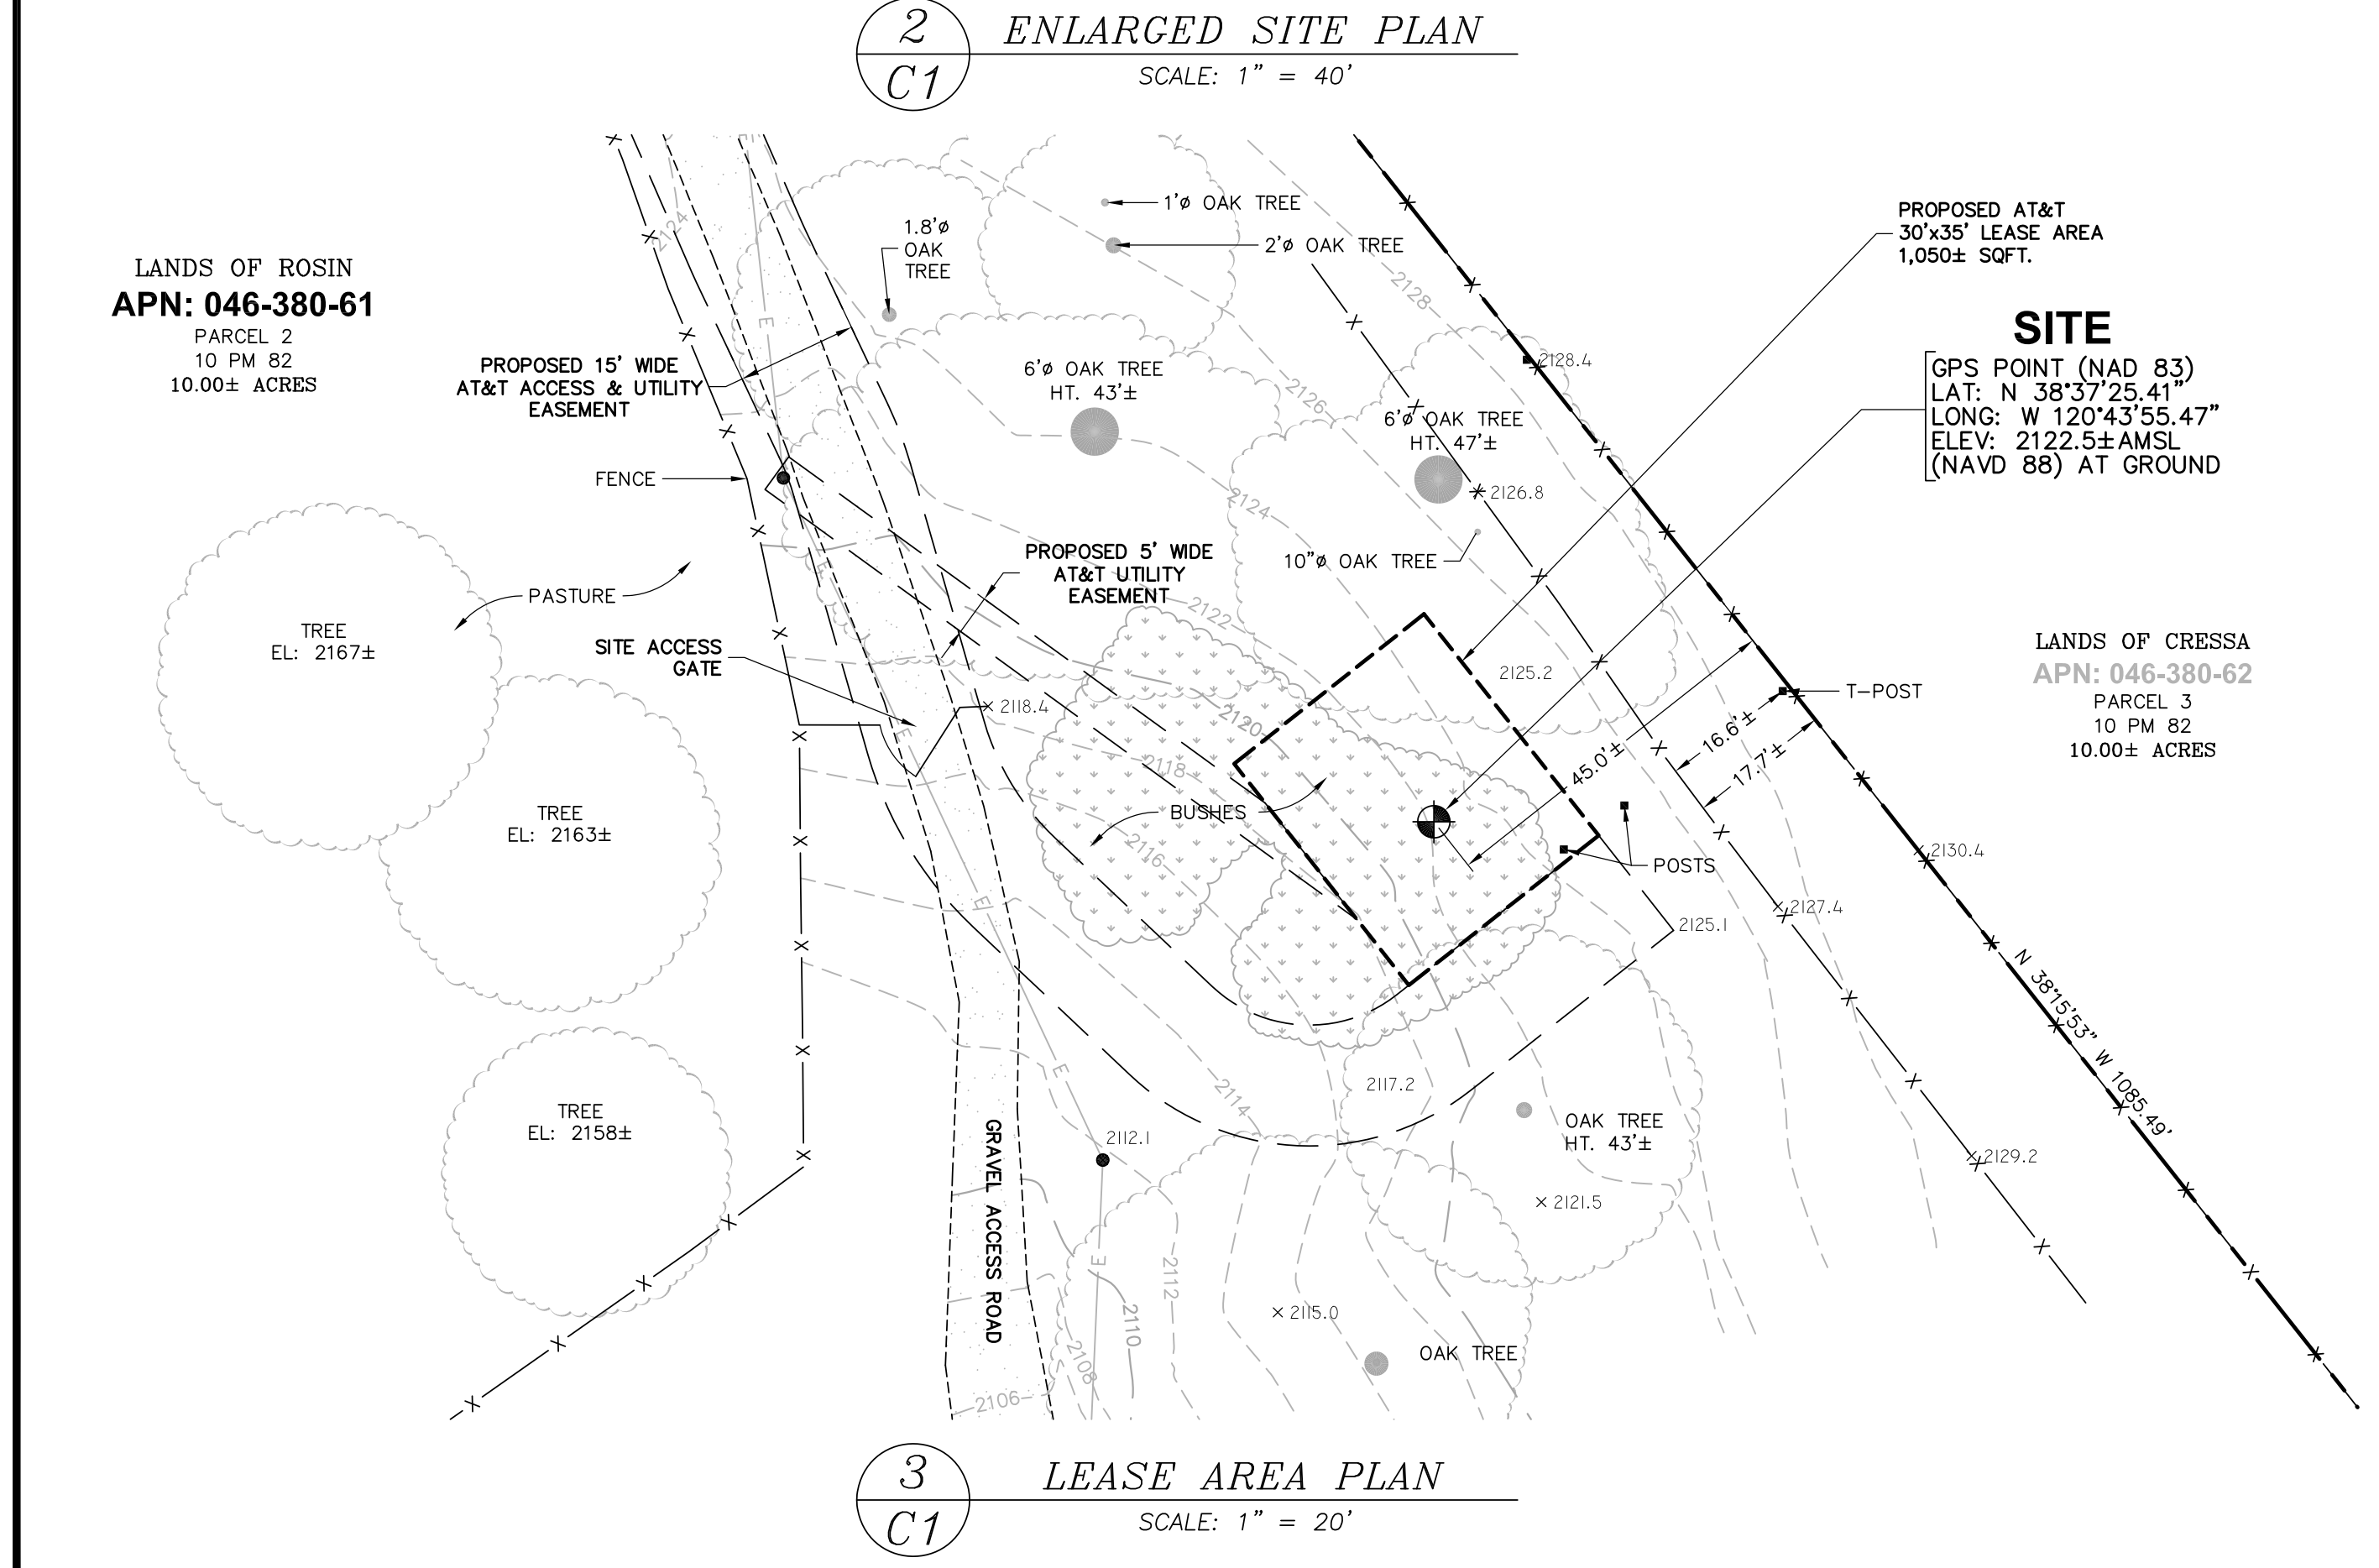 2
C1
ENLARGED SITE PLAN
SCALE: 1" = 40'
LANDS OF ROSIN
APN: 046-380-61
PARCEL 2
10 PM 82
10.00± ACRES
2124
E
1.8'ø
OAK
TREE
1'ø OAK TREE
2'ø OAK TREE
2128
PROPOSED AT&T
30'x35' LEASE AREA
1,050± SQFT.
SITE
GPS POINT (NAD 83)
LAT: N 38°37'25.41"
LONG: W 120°43'55.47"
ELEV: 2122.5±AMSL
(NAVD 88) AT GROUND
PROPOSED 15' WIDE
AT&T ACCESS & UTILITY
EASEMENT
6'ø OAK TREE
HT. 43'±
2126
2128.4
6'ø OAK TREE
HT. 47'±
FENCE
2124
2126.8
PROPOSED 5' WIDE
AT&T UTILITY
EASEMENT
10"ø OAK TREE
PASTURE
2122
TREE
EL: 2167±
SITE ACCESS
GATE
2118.4
2120
2125.2
LANDS OF CRESSA
APN: 046-380-62
PARCEL 3
10 PM 82
10.00± ACRES
T-POST
16.6'±
17.7'±
45.0'±
2118
BUSHES
TREE
EL: 2163±
2116
POSTS
2130.4
2127.4
2125.1
N 38°15'53" W 1085.49'
2114
2117.2
TREE
EL: 2158±
2112.1
OAK TREE
HT. 43'±
2129.2
2121.5
GRAVEL ACCESS ROAD
2112
2110
2108
2106
2115.0
OAK TREE
3
C1
LEASE AREA PLAN
SCALE: 1" = 20'